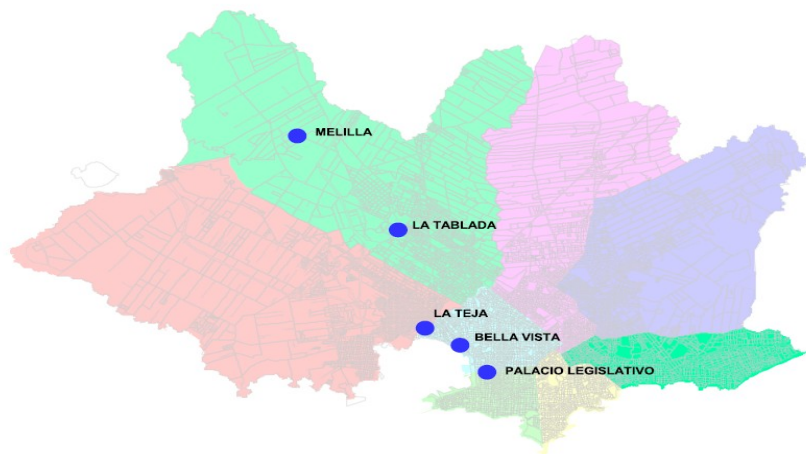 MELILLA
LA TABLADA
LA TEJA
BELLA VISTA
PALACIO LEGISLATIVO